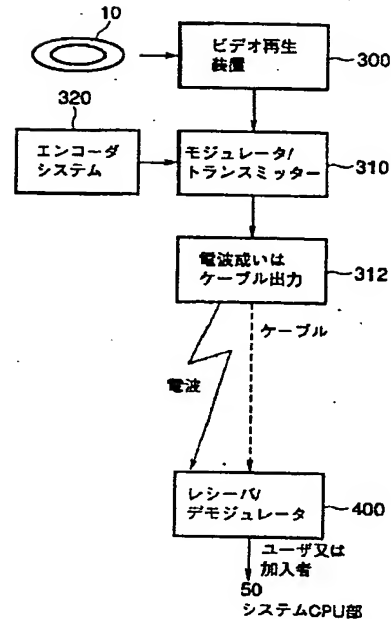 10
ビデオ再生
装置
300
320
エンコーダ
システム
モジュレータ/
トランスミッター
310
電波或いは
ケーブル出力
312
ケーブル
電波
レシーバ/
デモジュレータ
400
ユーザ又は
加入者
50
システムCPU部